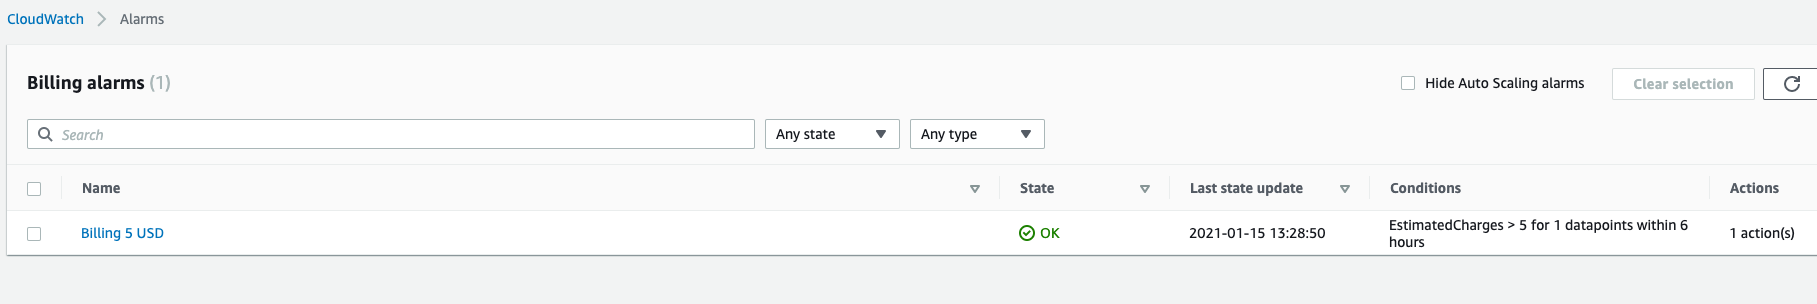 CloudWatch > Alarms
Billing alarms (1)
Hide Auto Scaling alarms
Clear selection
Search
Any state
Any type
Name
State
Last state update
Conditions
Actions
Billing 5 USD
OK
2021-01-15 13:28:50
EstimatedCharges > 5 for 1 datapoints within 6
hours
1 action(s)